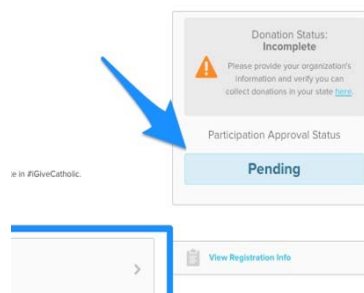 Donation Status:
Incomplete
Please provide your organization's
information and verify you can
collect donations in your state here.
Participation Approval Status
Pending
in #iGiveCatholic.
View Registration Info